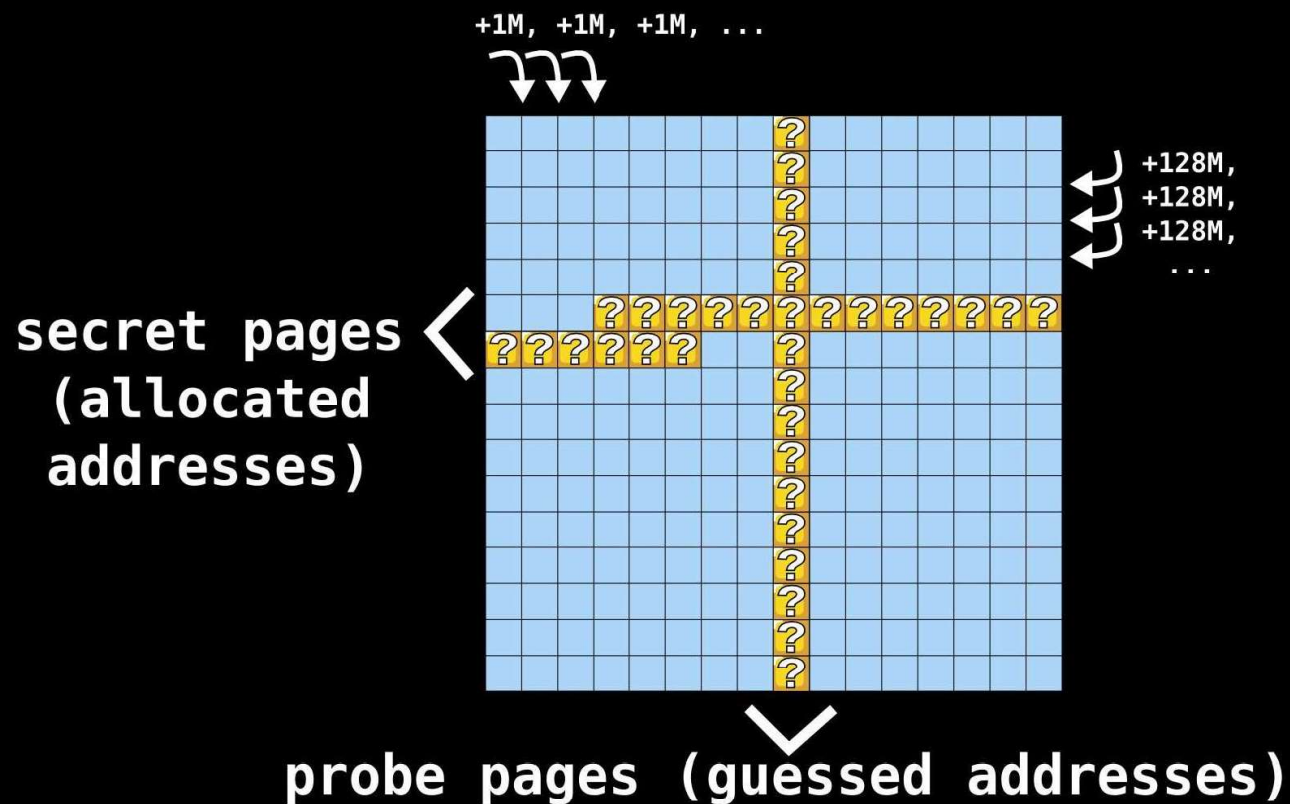 +1M, +1M, +1M, ...
? 
?
?
?
?
? ? ? ? ? ? ? ? ? ? ? ? ?
? ? ? ? ? ? ?
?
?
?
?
?
?
?
?
?
+128M,
+128M,
+128M,
...
secret pages
(allocated
addresses)
probe pages (guessed addresses)